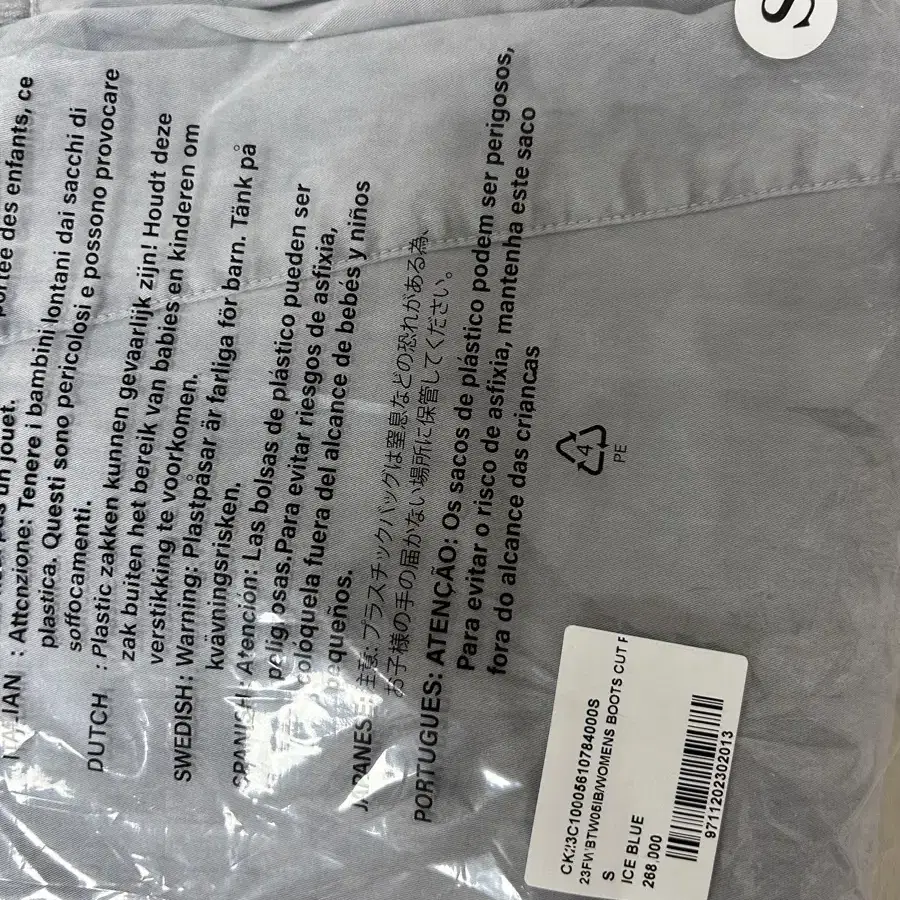 portée des enfants, ce
pas un jouet.
ITALIAN : Attcnzione: Tenere i bambini lontani dai sacchi di
plastica. Questi sono pericolosi e possono provocare
soffocamenti.
DUTCH : Plastic zakken kunnen gevaarlijk zijn! Houdt deze
zak buiten het bereik van babies en kinderen om
verstikking te voorkomen.
SWEDISH: Warning: Plastpåsar är farliga för barn. Tänk på
kvävningsrisken.
SPANISH: Atención: Las bolsas de plástico pueden ser
peligrosas.Para evitar riesgos de asfixia,
colóquela fuera del alcance de bebés y niños
pequeños.
JAPANESE: 主意: プラスチックバッグは窒息などの恐れがある為、
お子様の手の届かない場所に保管してください。
PORTUGUES: ATENÇÃO: Os sacos de plástico podem ser perigosos,
Para evitar o risco de asfixia, mantenha este saco
fora do alcance das criancas
4
PE
S
CK23C10005610784000S
23FW BTW05IB/WOMENS BOOTS CUT
S
ICE BLUE
268,000
9711202302013